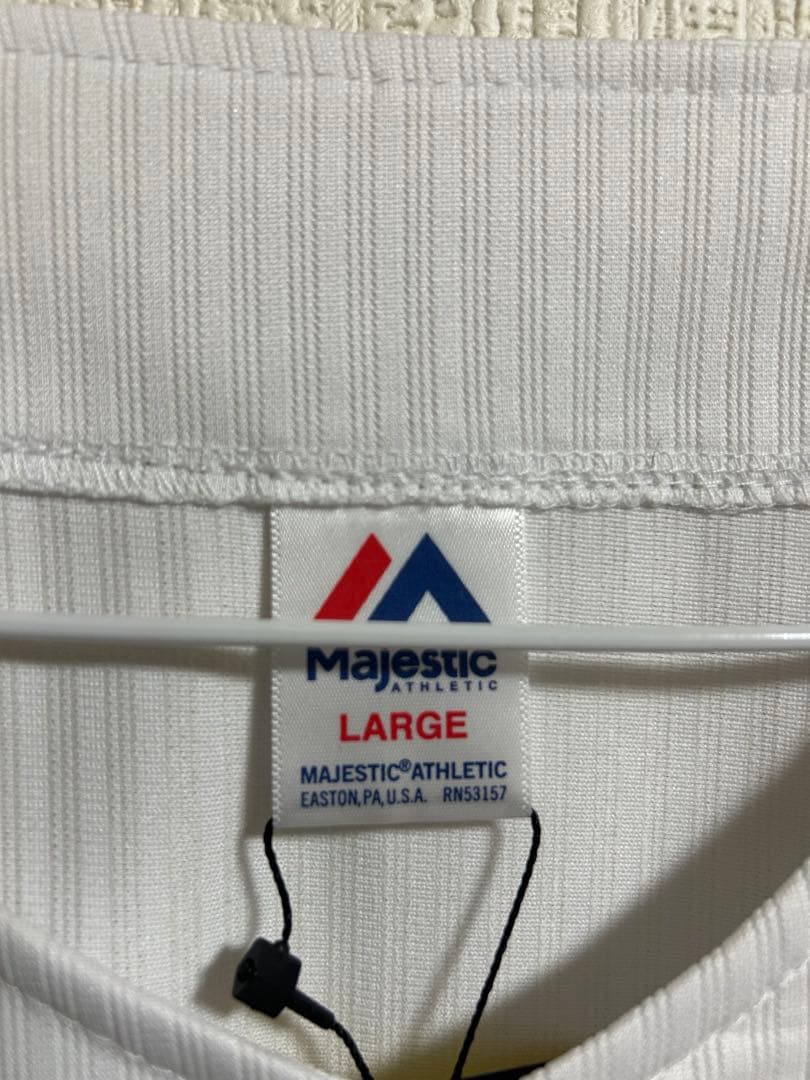 Majestic
ATHLETIC
LARGE
MAJESTIC®ATHLETIC
EASTON,PA,U.S.A. RN53157